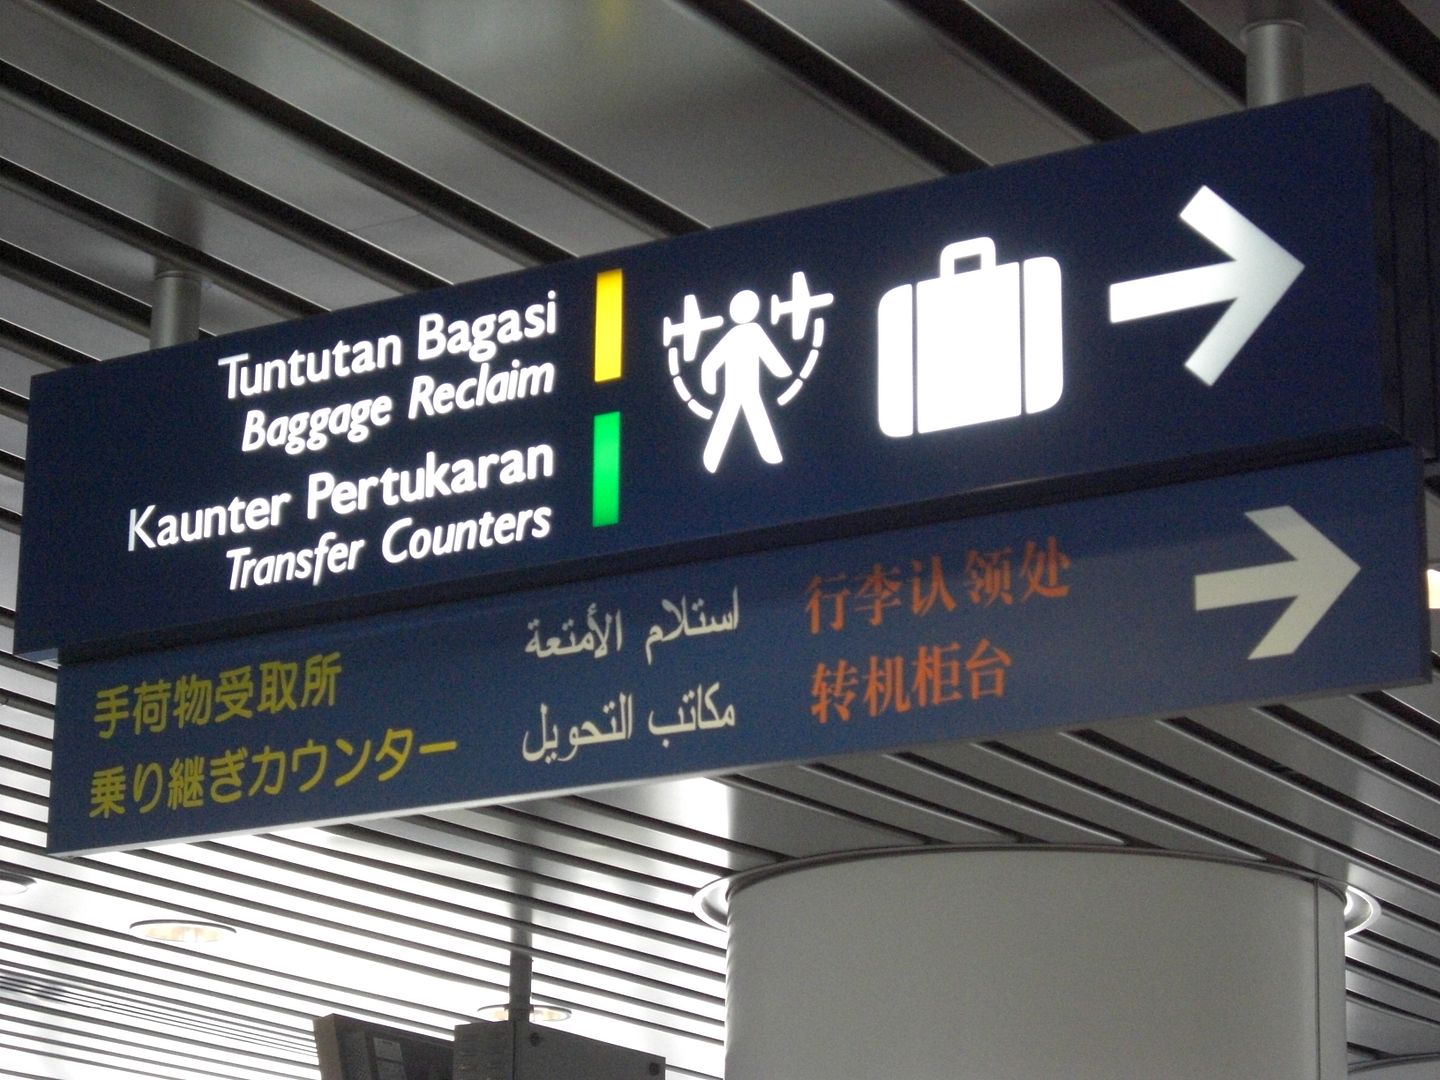 Tuntutan Bagasi
Baggage Reclaim
Kaunter Pertukaran
Transfer Counters
手荷物受取所
乗り継ぎカウンター
استلام الأمتعة
مكاتب التحويل
行李认领处
转机柜台